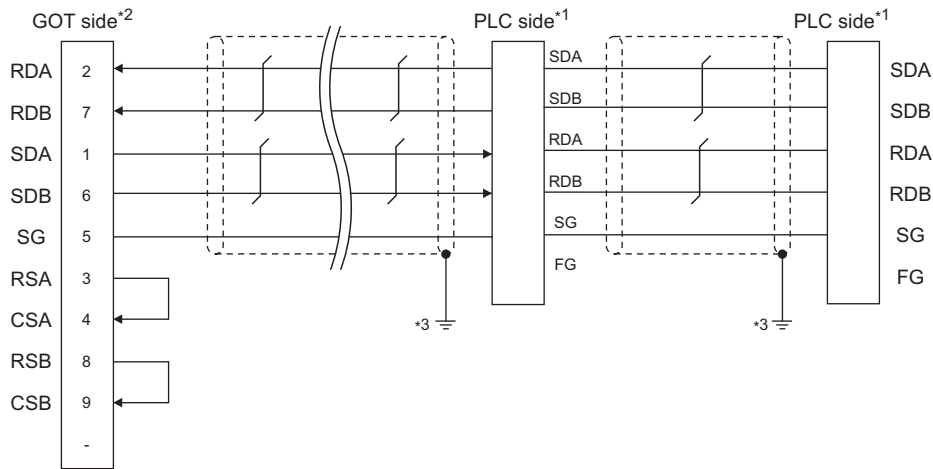 GOT side*2
PLC side*1
PLC side*1
RDA 2 SDA SDA
RDB 7 SDB SDB
SDA 1 RDA RDA
SDB 6 RDB RDB
SG 5 SG SG
RSA 3 FG FG
CSA 4 *3 *3
RSB 8
CSB 9
-